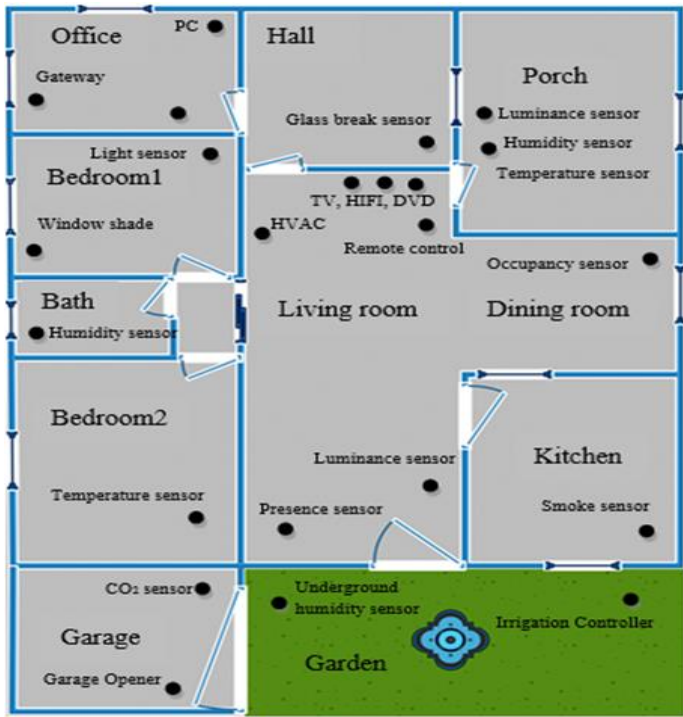 Office
PC
Gateway
Hall
Glass break sensor
Porch
Luminance sensor
Humidity sensor
Temperature sensor
Light sensor
Bedroom1
Window shade
TV, HIFI, DVD
HVAC
Remote control
Bath
Humidity sensor
Living room
Occupancy sensor
Dining room
Bedroom2
Temperature sensor
Luminance sensor
Presence sensor
Kitchen
Smoke sensor
CO₂ sensor
Garage
Garage Opener
Underground
humidity sensor
Garden
Irrigation Controller